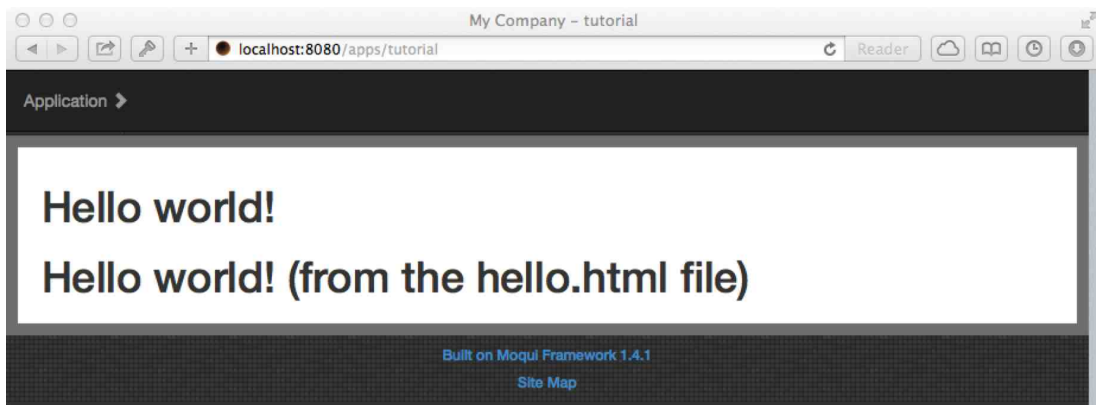 My Company – tutorial
localhost:8080/apps/tutorial
Reader
Application
Hello world!
Hello world! (from the hello.html file)
Built on Moqui Framework 1.4.1
Site Map